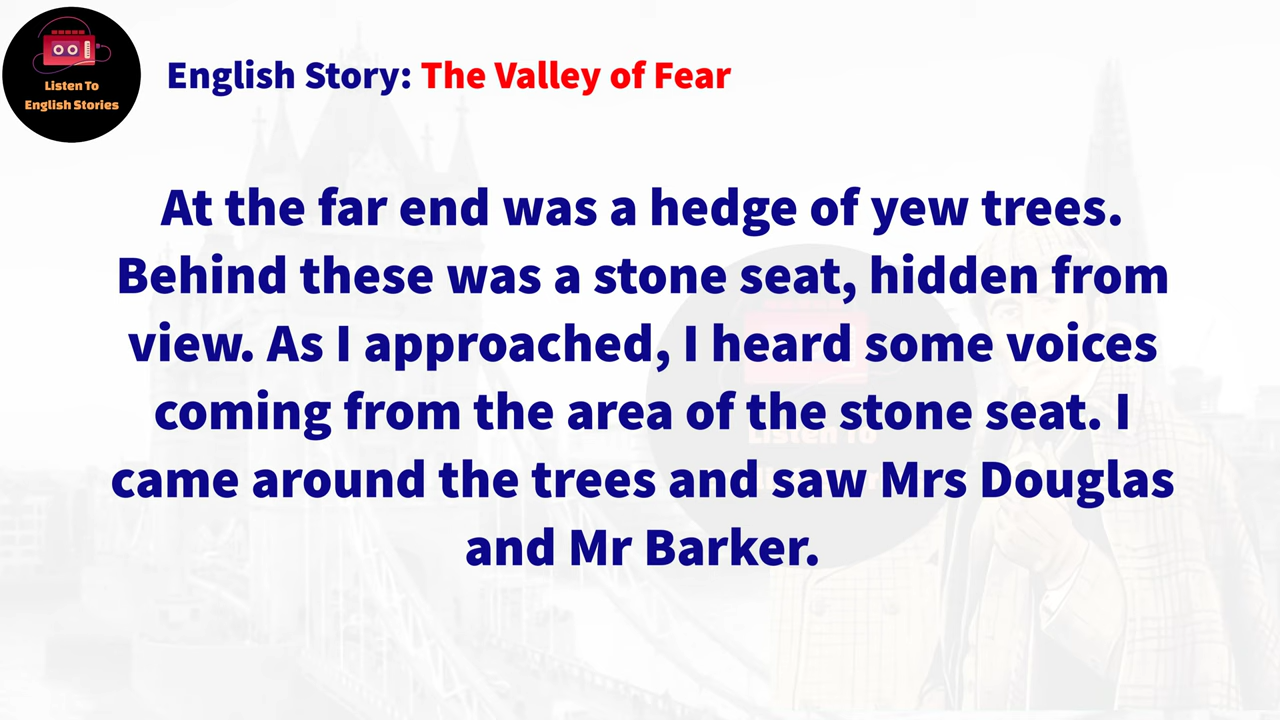 Listen To
English Stories
English Story: The Valley of Fear
At the far end was a hedge of yew trees.
Behind these was a stone seat, hidden from
view. As I approached, I heard some voices
coming from the area of the stone seat. I
came around the trees and saw Mrs Douglas
and Mr Barker.
Listen To